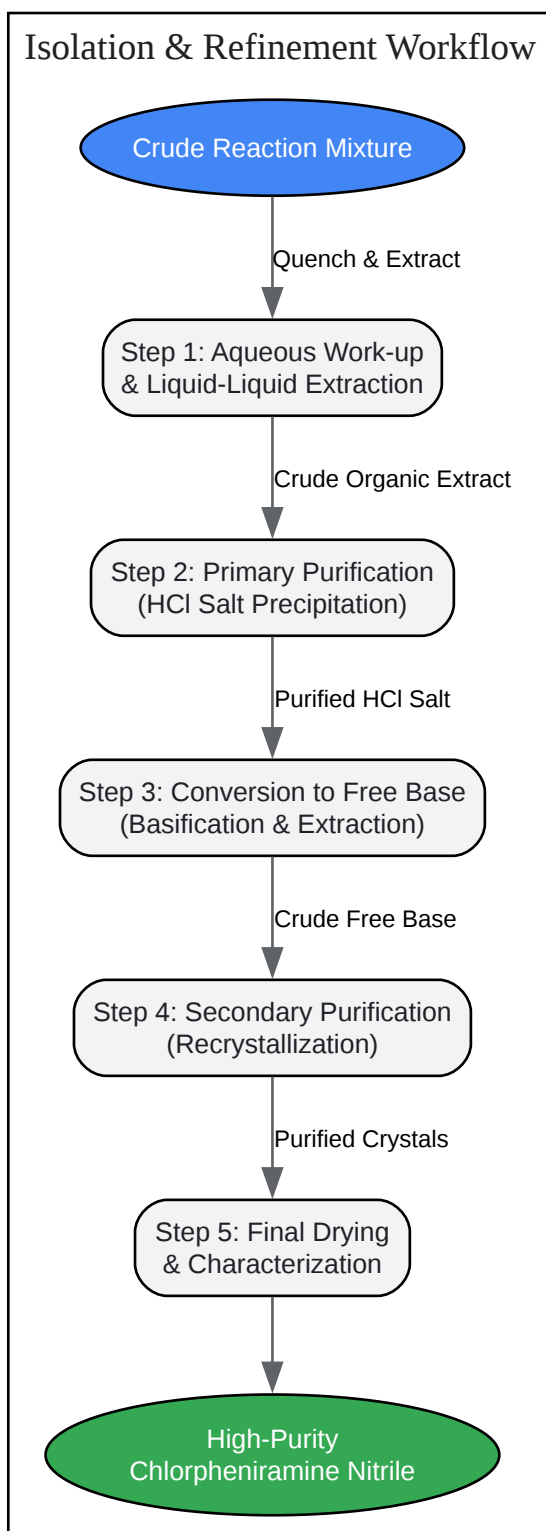 Isolation & Refinement Workflow
Crude Reaction Mixture
Quench & Extract
Step 1: Aqueous Work-up
& Liquid-Liquid Extraction
Crude Organic Extract
Step 2: Primary Purification
(HCl Salt Precipitation)
Purified HCl Salt
Step 3: Conversion to Free Base
(Basification & Extraction)
Crude Free Base
Step 4: Secondary Purification
(Recrystallization)
Purified Crystals
Step 5: Final Drying
& Characterization
High-Purity
Chlorpheniramine Nitrile